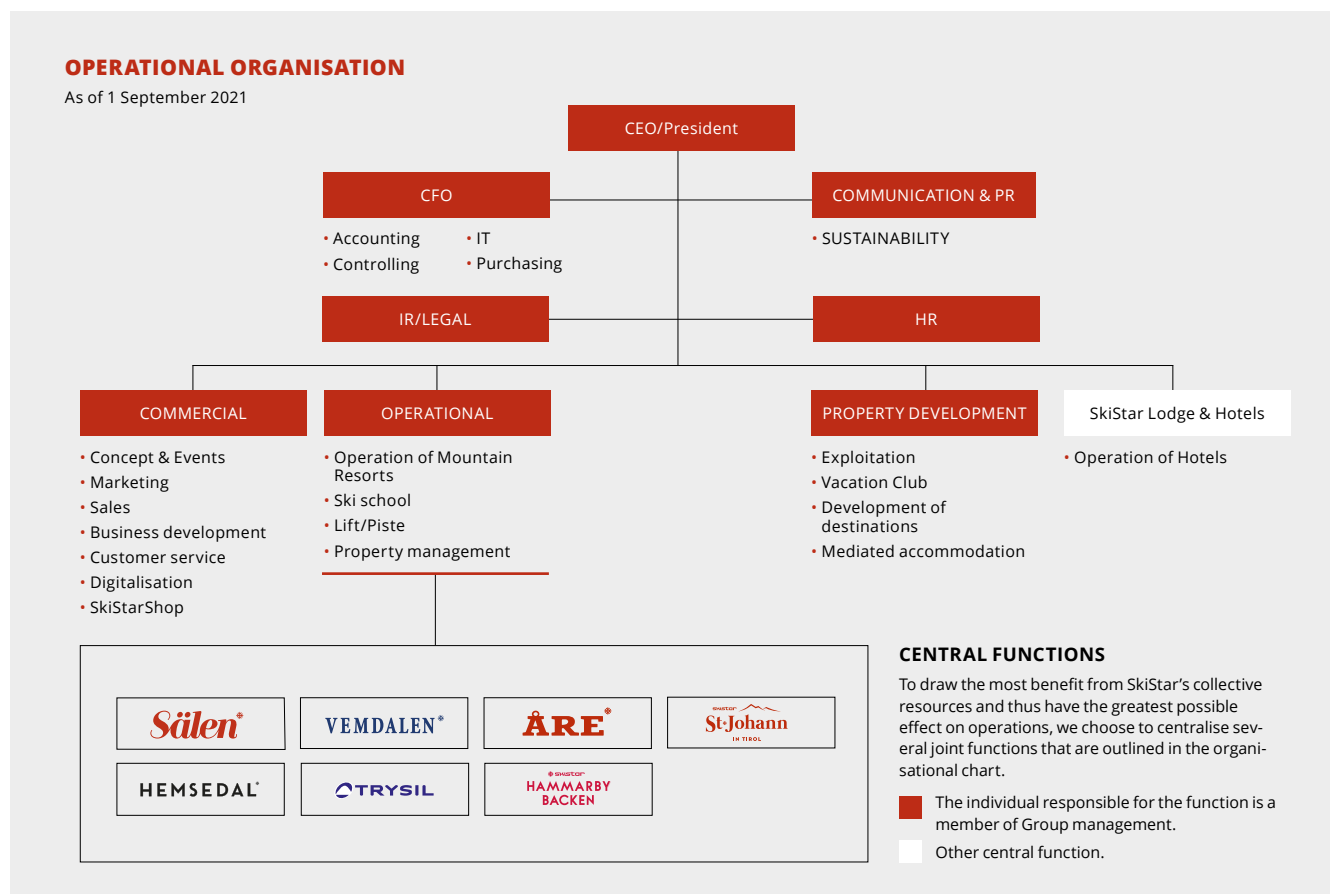 OPERATIONAL ORGANISATION
As of 1 September 2021
CEO/President
CFO
COMMUNICATION & PR
• Accounting
• Controlling
• IT
• Purchasing
• SUSTAINABILITY
IR/LEGAL
HR
COMMERCIAL
• Concept & Events
• Marketing
• Sales
• Business development
• Customer service
• Digitalisation
• SkiStarShop
OPERATIONAL
• Operation of Mountain
Resorts
• Ski school
• Lift/Piste
• Property management
PROPERTY DEVELOPMENT
• Exploitation
• Vacation Club
• Development of
destinations
• Mediated accommodation
SkiStar Lodge & Hotels
• Operation of Hotels
Sälen
VEMDALEN
ÅRE
skistar
St·Johann
IN TIROL
HEMSEDAL
TRYSIL
skistar
HAMMARBY
BACKEN
CENTRAL FUNCTIONS
To draw the most benefit from SkiStar's collective
resources and thus have the greatest possible
effect on operations, we choose to centralise sev-
eral joint functions that are outlined in the organi-
sational chart.
The individual responsible for the function is a
member of Group management.
Other central function.